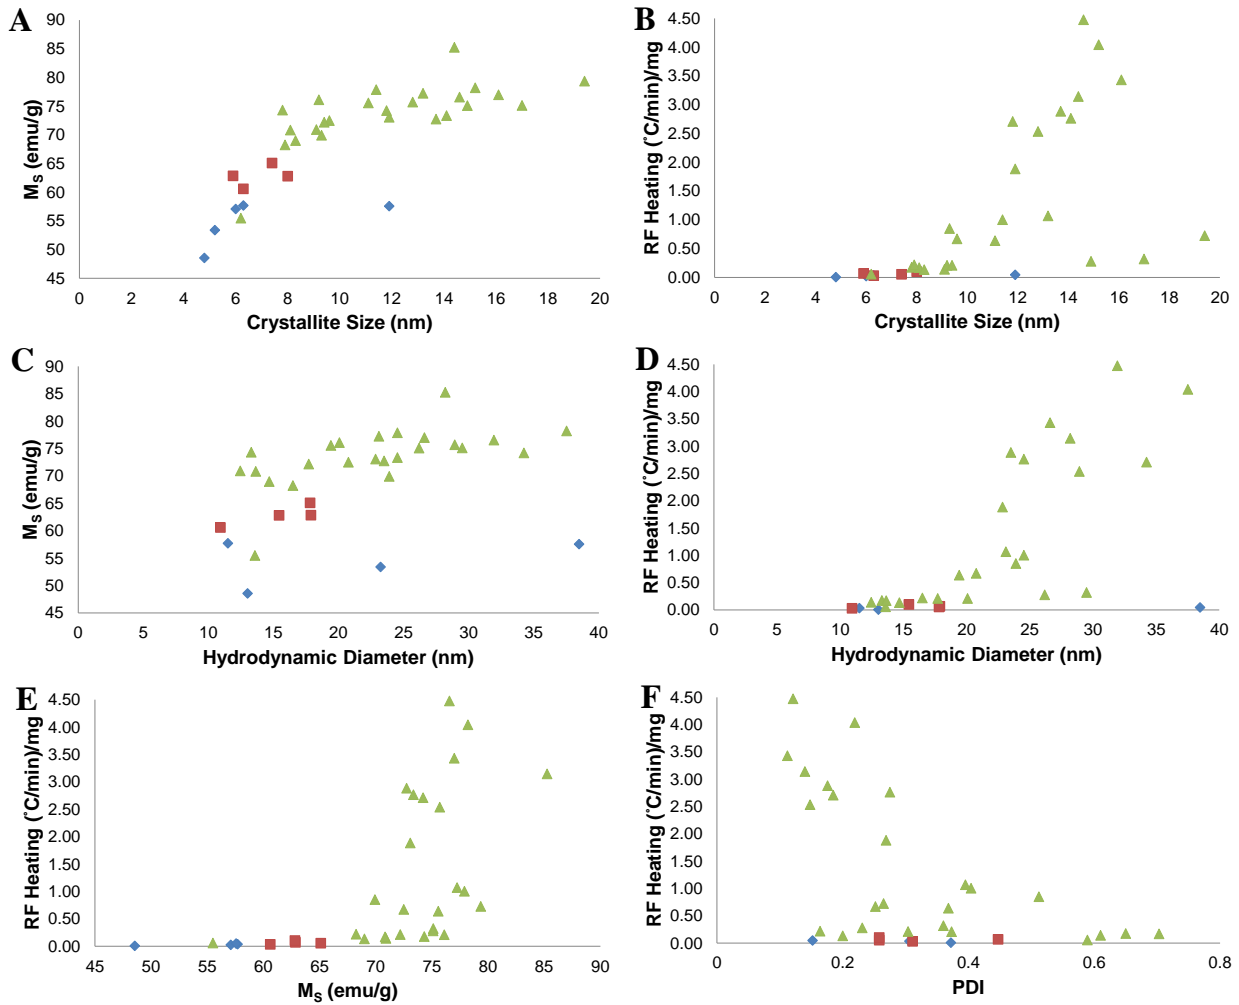 A
90
85
80
75
70
65
60
55
50
45
M_S (emu/g)
0 2 4 6 8 10 12 14 16 18 20
Crystallite Size (nm)
B
4.50
4.00
3.50
3.00
2.50
2.00
1.50
1.00
0.50
0.00
RF Heating (˚C/min)/mg
0 2 4 6 8 10 12 14 16 18 20
Crystallite Size (nm)
C
90
85
80
75
70
65
60
55
50
45
M_S (emu/g)
0 5 10 15 20 25 30 35 40
Hydrodynamic Diameter (nm)
D
4.50
4.00
3.50
3.00
2.50
2.00
1.50
1.00
0.50
0.00
RF Heating (˚C/min)/mg
0 5 10 15 20 25 30 35 40
Hydrodynamic Diameter (nm)
E
4.50
4.00
3.50
3.00
2.50
2.00
1.50
1.00
0.50
0.00
RF Heating (˚C/min)/mg
45 50 55 60 65 70 75 80 85 90
M_S (emu/g)
F
4.50
4.00
3.50
3.00
2.50
2.00
1.50
1.00
0.50
0.00
RF Heating (˚C/min)/mg
0 0.2 0.4 0.6 0.8
PDI